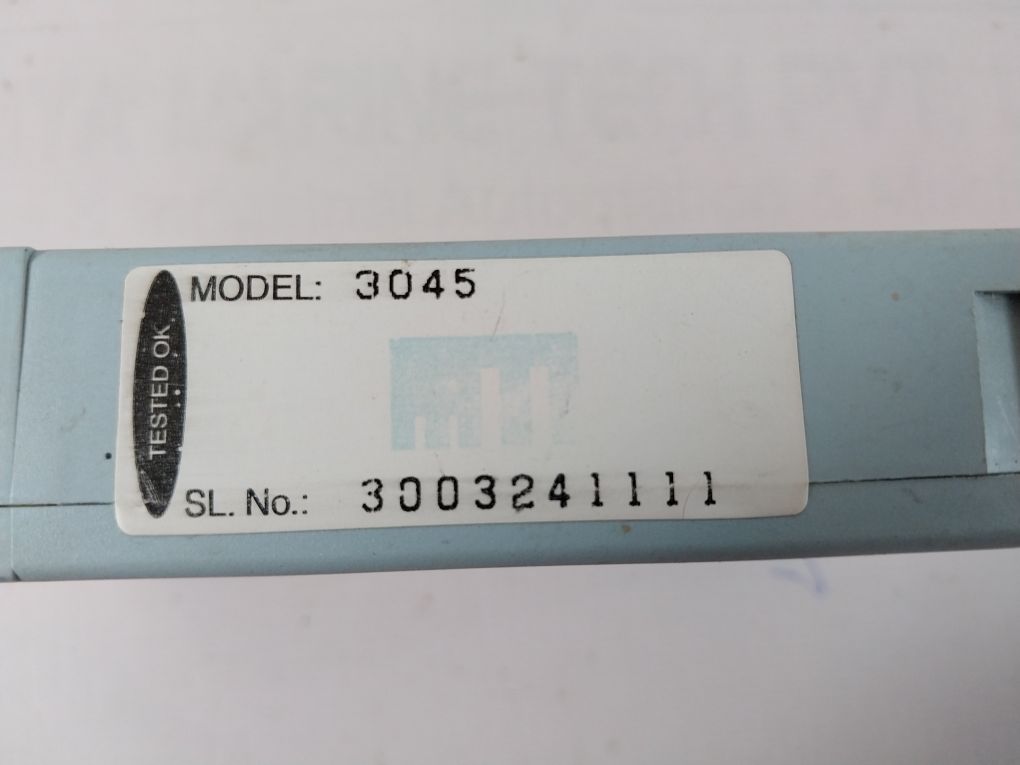 MODEL: 3045
TESTED OK
SL. No.: 3003241111